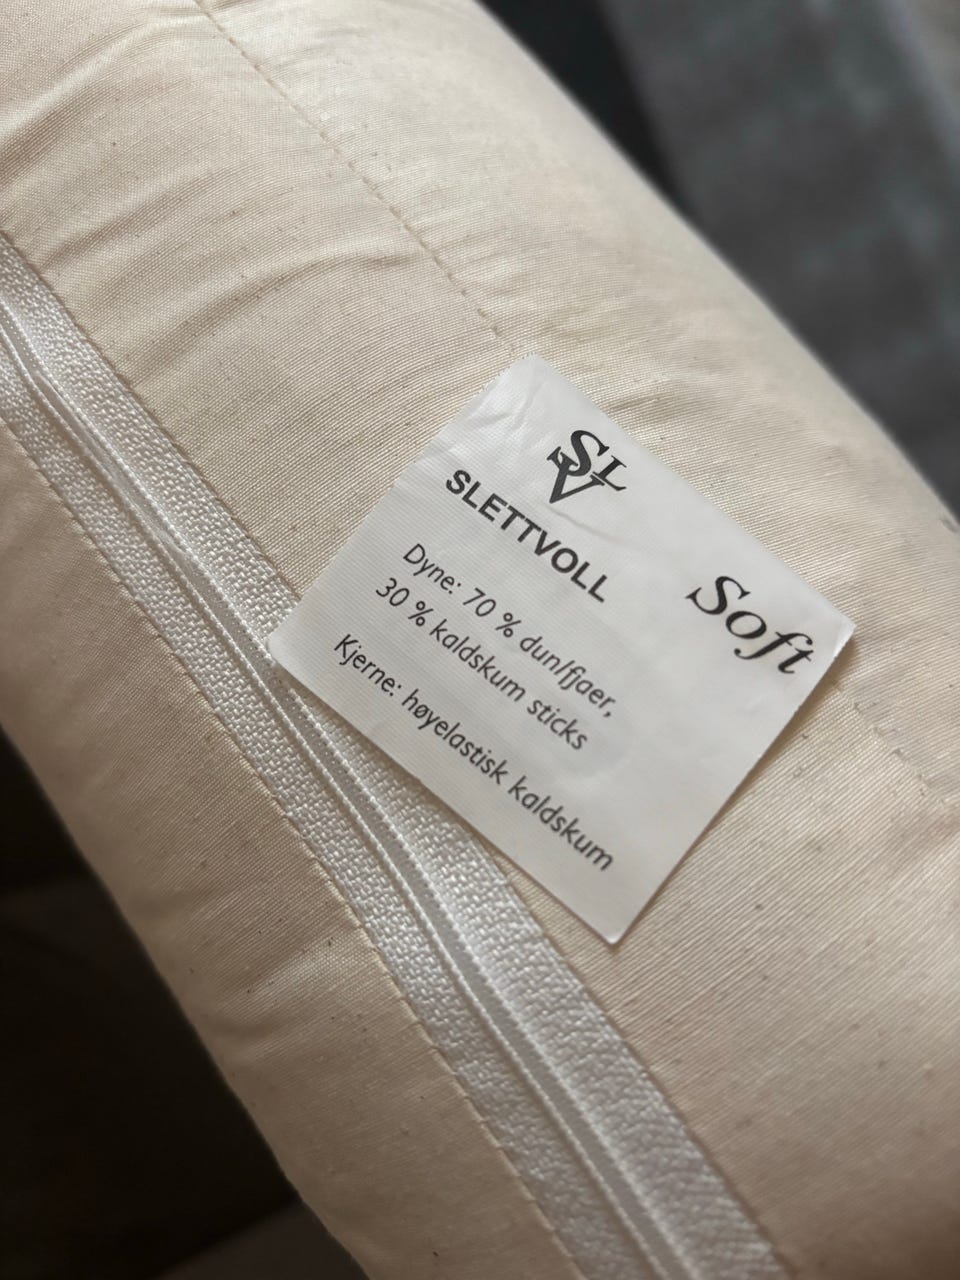 SLV
SLETTVOLL
Soft
Dyne: 70 % dun/fjaer,
30 % kaldskum sticks
Kjerne: høyelastisk kaldskum